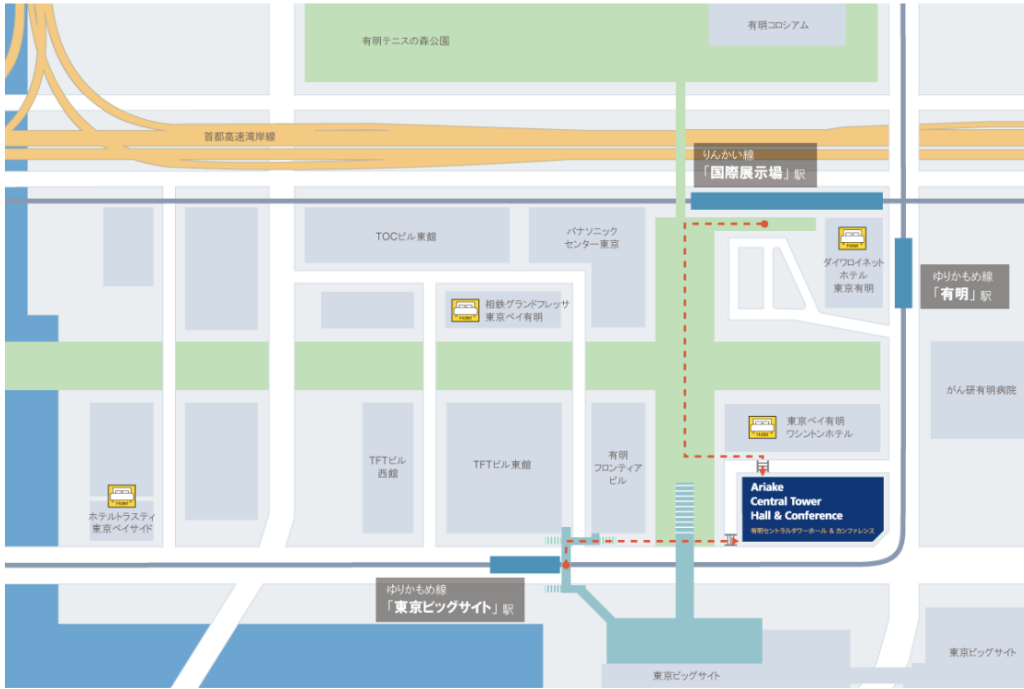 有明コロシアム
有明テニスの森公園
首都高速湾岸線
りんかい線
「国際展示場」駅
TOCビル東館
パナソニック
センター東京
Hotel
ダイワロイネット
ホテル
東京有明
ゆりかもめ線
「有明」駅
Hotel
相鉄グランドフレッサ
東京ベイ有明
がん研有明病院
Hotel
東京ベイ有明
ワシントンホテル
TFTビル
西館
TFTビル東館
有明
フロンティア
ビル
Hotel
ホテルトラスティ
東京ベイサイド
Ariake
Central Tower
Hall & Conference
有明セントラルタワーホール & カンファレンス
ゆりかもめ線
「東京ビッグサイト」駅
東京ビッグサイト
東京ビッグサイト